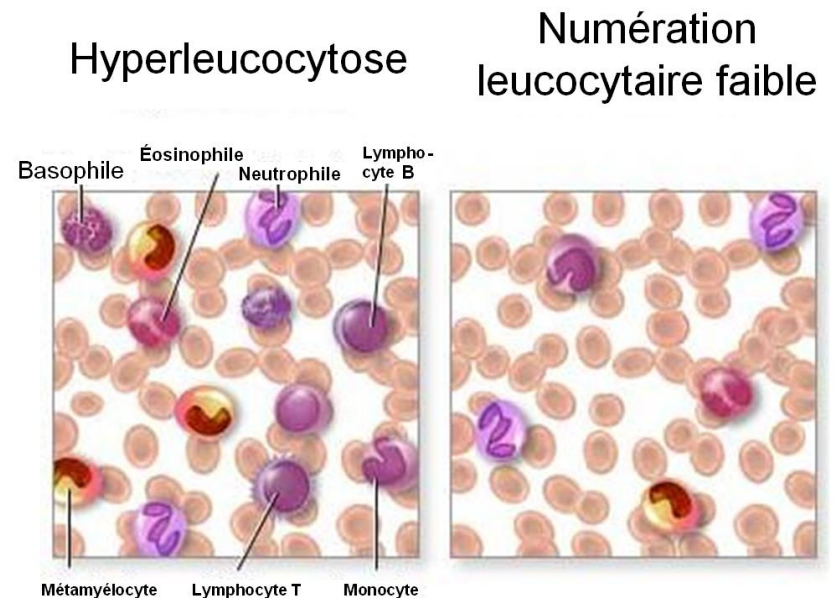 Hyperleucocytose
Numération
leucocytaire faible
Basophile
Éosinophile
Neutrophile
Lympho-
cyte B
Métamyélocyte
Lymphocyte T
Monocyte